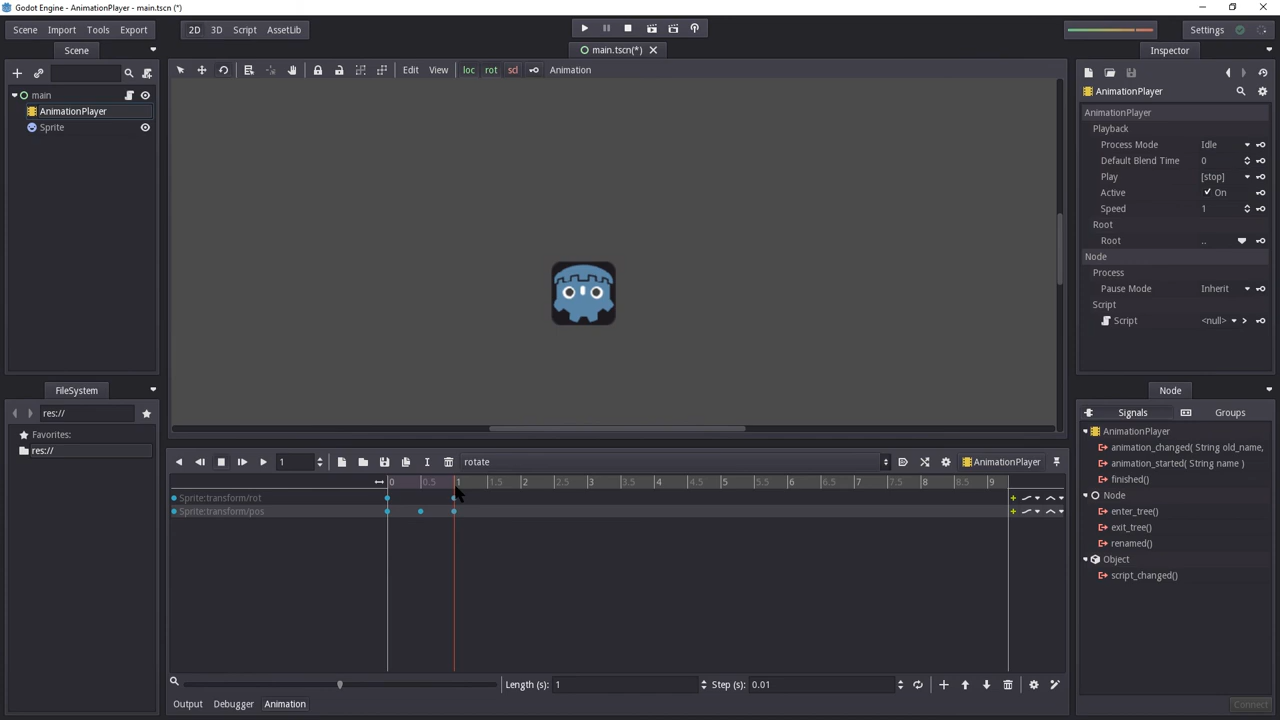 Godot Engine - AnimationPlayer - main.tscn (*)
Scene Import Tools Export 2D 3D Script AssetLib Settings
Scene main.tscn(*) Inspector
Edit View loc rot scl Animation
main
AnimationPlayer
Sprite
AnimationPlayer
AnimationPlayer
Playback
Process Mode Idle
Default Blend Time 0
Play [stop]
Active On
Speed 1
Root
Root ..
Node
Process
Pause Mode Inherit
Script
Script <null>
FileSystem
res://
Favorites:
res://
Node
Signals Groups
AnimationPlayer
animation_changed( String old_name,
animation_started( String name )
finished()
Node
enter_tree()
exit_tree()
renamed()
Object
script_changed()
Connect
1 rotate AnimationPlayer
0 0.5 1 1.5 2 2.5 3 3.5 4 4.5 5 5.5 6 6.5 7 7.5 8 8.5 9
Sprite:transform/rot
Sprite:transform/pos
Length (s): 1 Step (s): 0.01
Output Debugger Animation